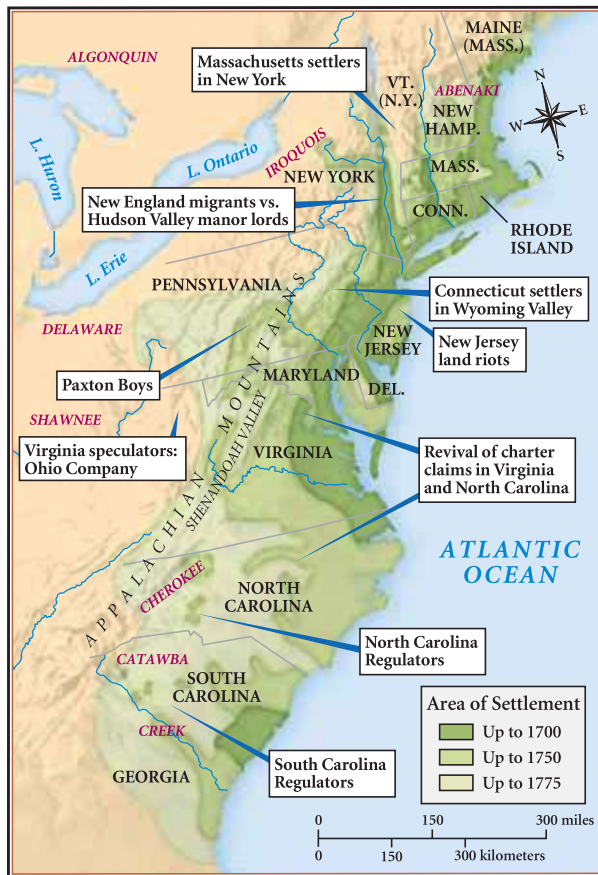 MAINE
(MASS.)
ALGONQUIN
Massachusetts settlers
in New York
VT.
(N.Y.)
ABENAKI
NEW
HAMP.
N
E
S
W
L. Huron
L. Ontario
IROQUOIS
NEW YORK
MASS.
New England migrants vs.
Hudson Valley manor lords
CONN.
RHODE
ISLAND
L. Erie
PENNSYLVANIA
Connecticut settlers
in Wyoming Valley
DELAWARE
NEW
JERSEY
New Jersey
land riots
Paxton Boys
MARYLAND
DEL.
SHAWNEE
Virginia speculators:
Ohio Company
APPALACHIAN MOUNTAINS
SHENANDOAH VALLEY
VIRGINIA
Revival of charter
claims in Virginia
and North Carolina
ATLANTIC
OCEAN
CHEROKEE
NORTH
CAROLINA
North Carolina
Regulators
CATAWBA
SOUTH
CAROLINA
CREEK
GEORGIA
South Carolina
Regulators
Area of Settlement
Up to 1700
Up to 1750
Up to 1775
0 150 300 miles
0 150 300 kilometers